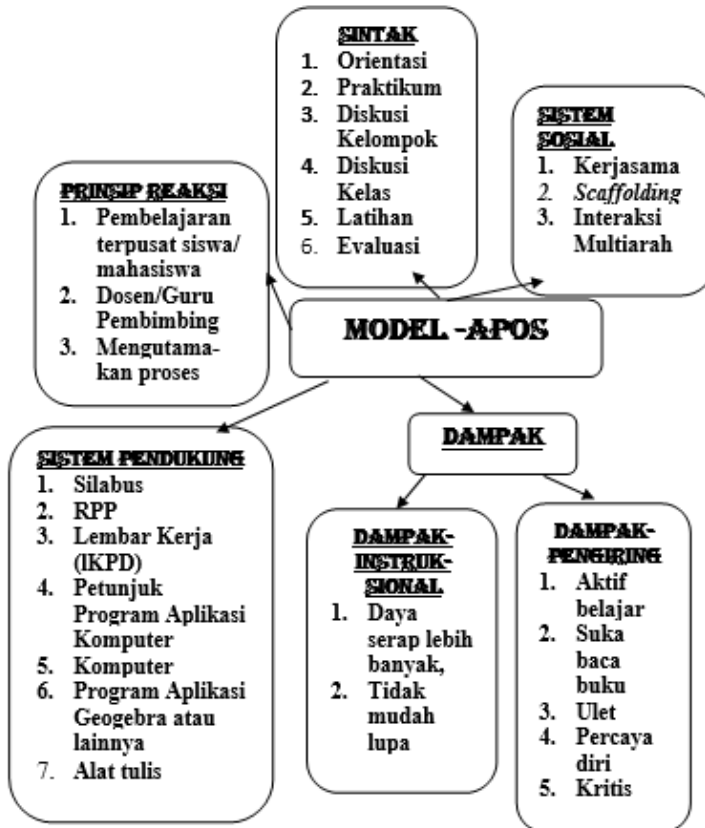 SINTAK
1. Orientasi
2. Praktikum
3. Diskusi
Kelompok
4. Diskusi
Kelas
5. Latihan
6. Evaluasi
SISTEM
SOSIAL
1. Kerjasama
2. Scaffolding
3. Interaksi
Multiarah
PRINSIP REAKSI
1. Pembelajaran
terpusat siswa/
mahasiswa
2. Dosen/Guru
Pembimbing
3. Mengutama-
kan proses
MODEL -APOS
DAMPAK
SISTEM PENDUKUNG
1. Silabus
2. RPP
3. Lembar Kerja
(lKPD)
4. Petunjuk
Program Aplikasi
Komputer
5. Komputer
6. Program Aplikasi
Geogebra atau
lainnya
7. Alat tulis
DAMPAK-
INSTRUK-
SIONAL
1. Daya
serap lebih
banyak,
2. Tidak
mudah
lupa
DAMPAK-
PENGIRING
1. Aktif
belajar
2. Suka
baca
buku
3. Ulet
4. Percaya
diri
5. Kritis